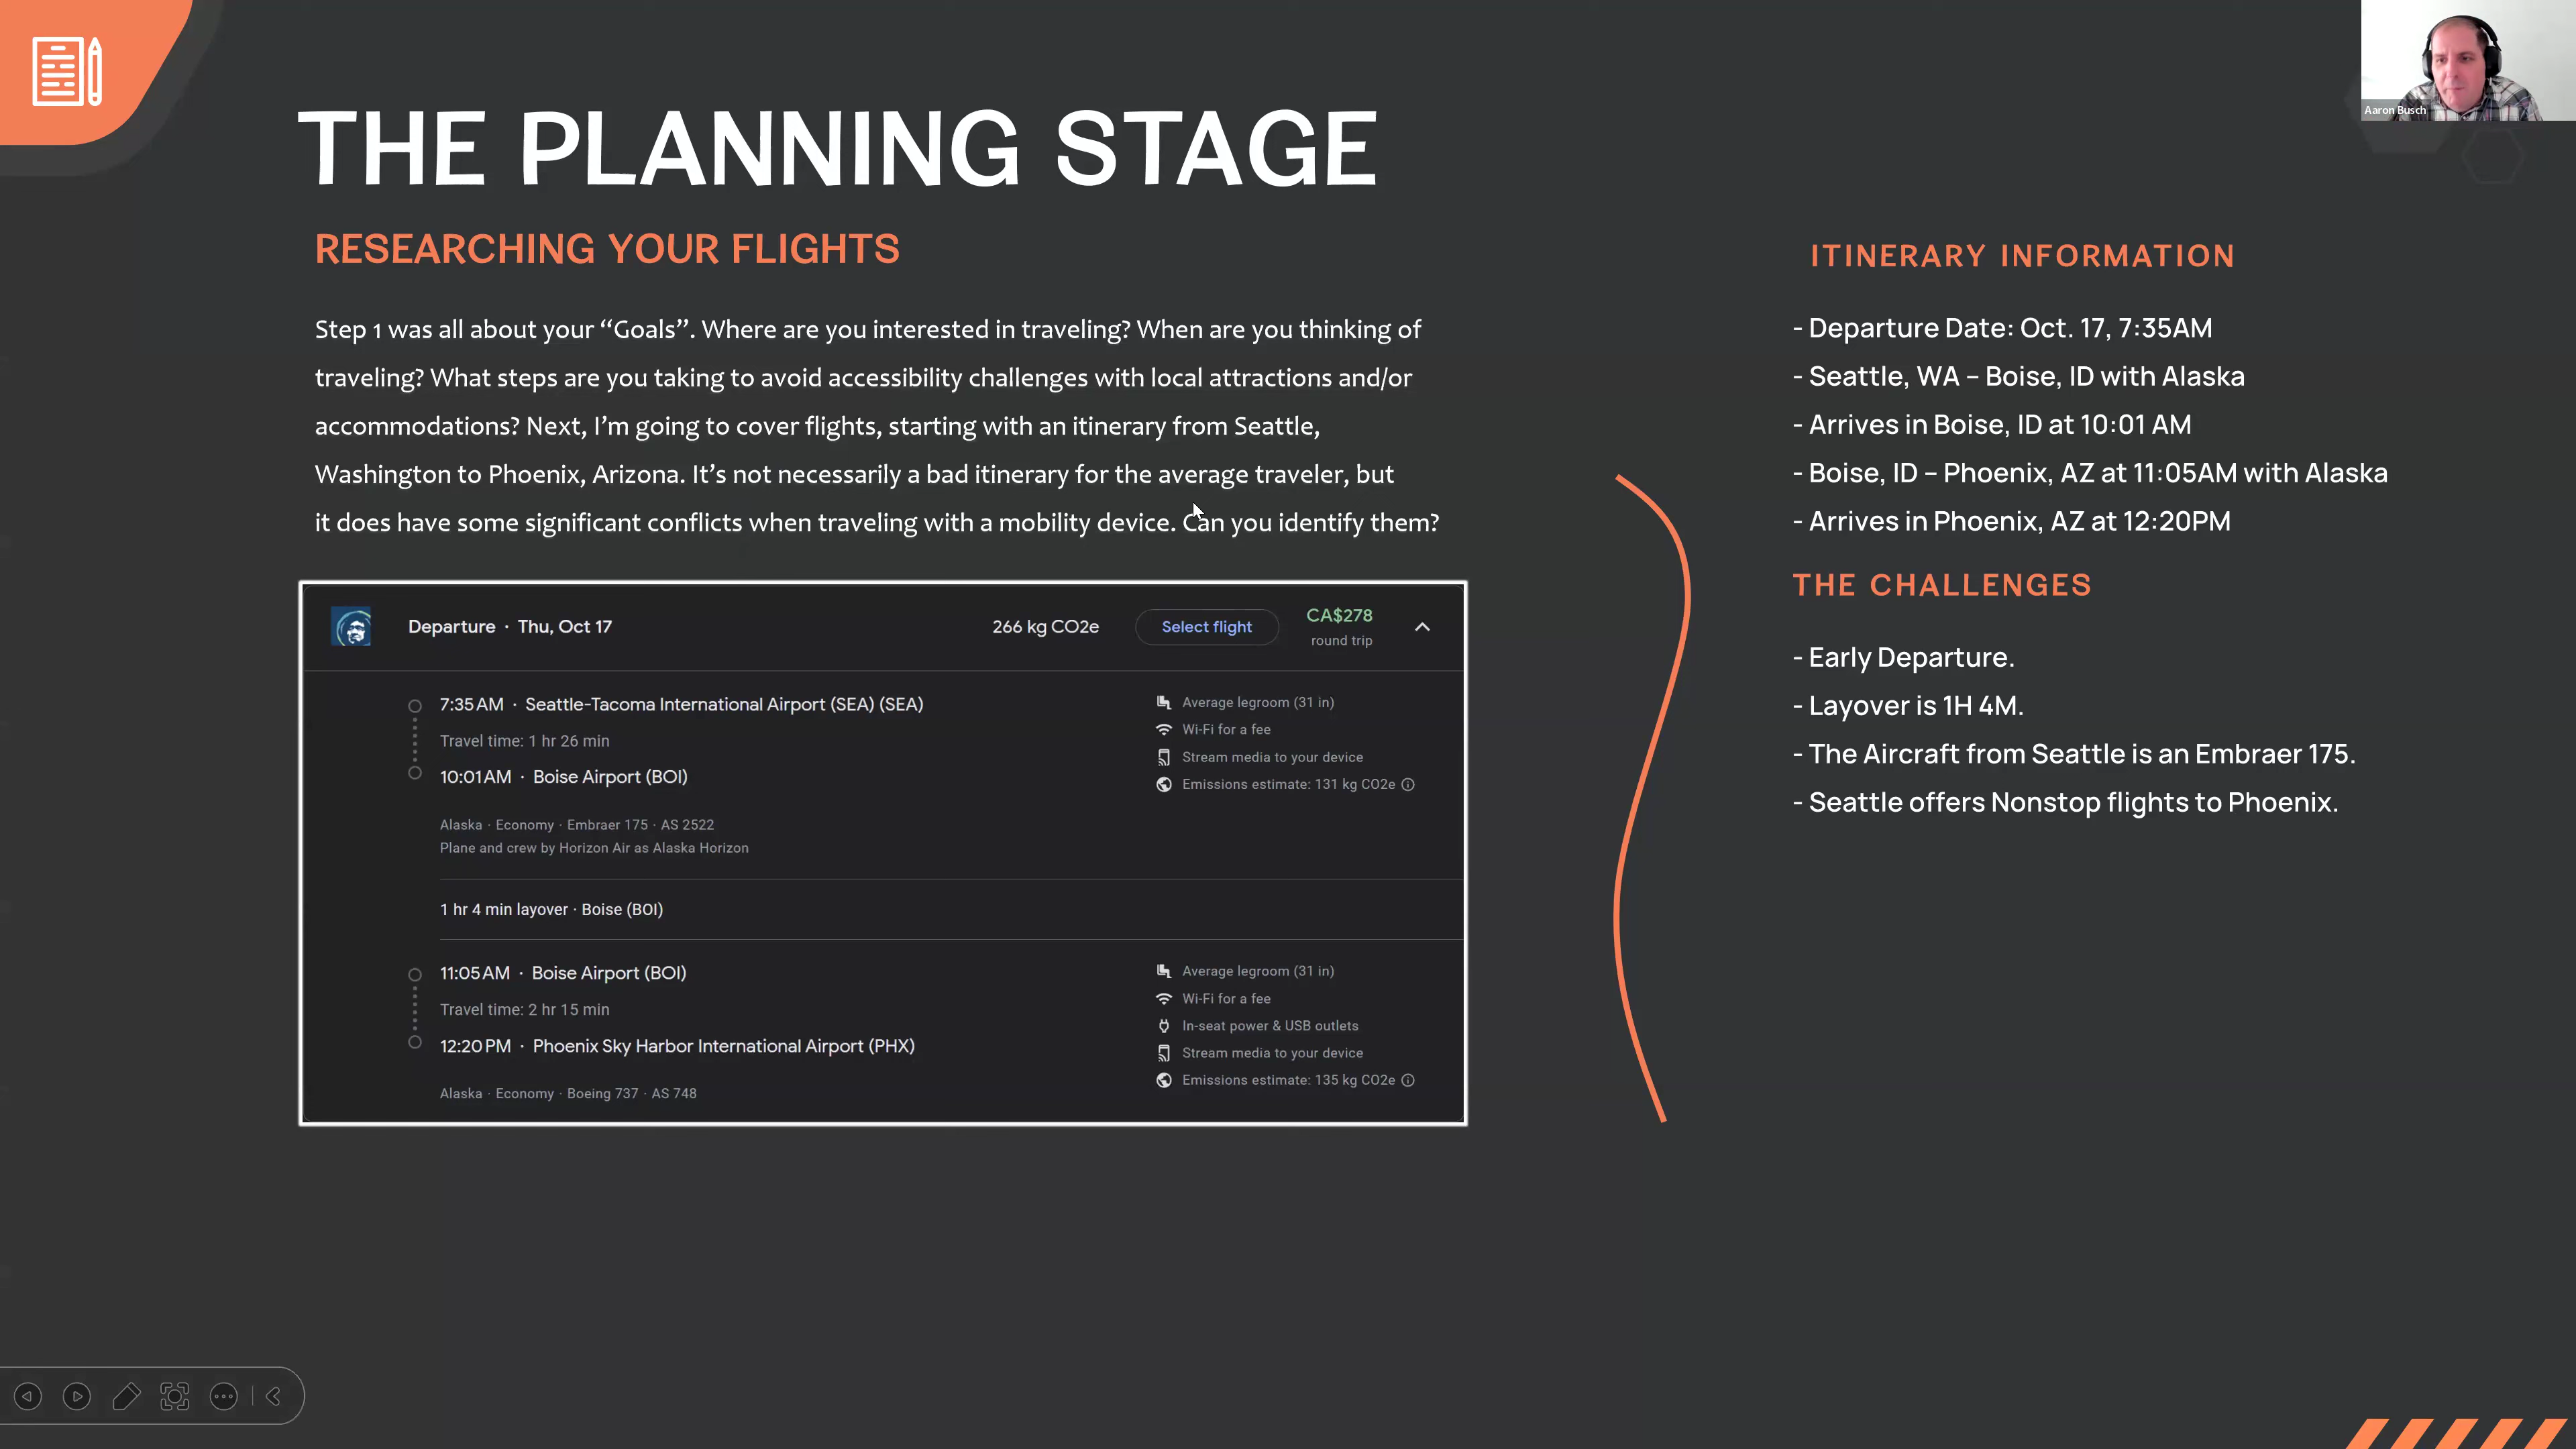 THE PLANNING STAGE
RESEARCHING YOUR FLIGHTS
Step 1 was all about your “Goals”. Where are you interested in traveling? When are you thinking of
traveling? What steps are you taking to avoid accessibility challenges with local attractions and/or
accommodations? Next, I’m going to cover flights, starting with an itinerary from Seattle,
Washington to Phoenix, Arizona. It’s not necessarily a bad itinerary for the average traveler, but
it does have some significant conflicts when traveling with a mobility device. Can you identify them?
Departure · Thu, Oct 17
266 kg CO2e
Select flight
CA$278
round trip
7:35 AM · Seattle-Tacoma International Airport (SEA) (SEA)
Travel time: 1 hr 26 min
10:01 AM · Boise Airport (BOI)
Alaska · Economy · Embraer 175 · AS 2522
Plane and crew by Horizon Air as Alaska Horizon
Average legroom (31 in)
Wi-Fi for a fee
Stream media to your device
Emissions estimate: 131 kg CO2e
1 hr 4 min layover · Boise (BOI)
11:05 AM · Boise Airport (BOI)
Travel time: 2 hr 15 min
12:20 PM · Phoenix Sky Harbor International Airport (PHX)
Alaska · Economy · Boeing 737 · AS 748
Average legroom (31 in)
Wi-Fi for a fee
In-seat power & USB outlets
Stream media to your device
Emissions estimate: 135 kg CO2e
ITINERARY INFORMATION
- Departure Date: Oct. 17, 7:35AM
- Seattle, WA – Boise, ID with Alaska
- Arrives in Boise, ID at 10:01 AM
- Boise, ID – Phoenix, AZ at 11:05AM with Alaska
- Arrives in Phoenix, AZ at 12:20PM
THE CHALLENGES
- Early Departure.
- Layover is 1H 4M.
- The Aircraft from Seattle is an Embraer 175.
- Seattle offers Nonstop flights to Phoenix.
Aaron Busch